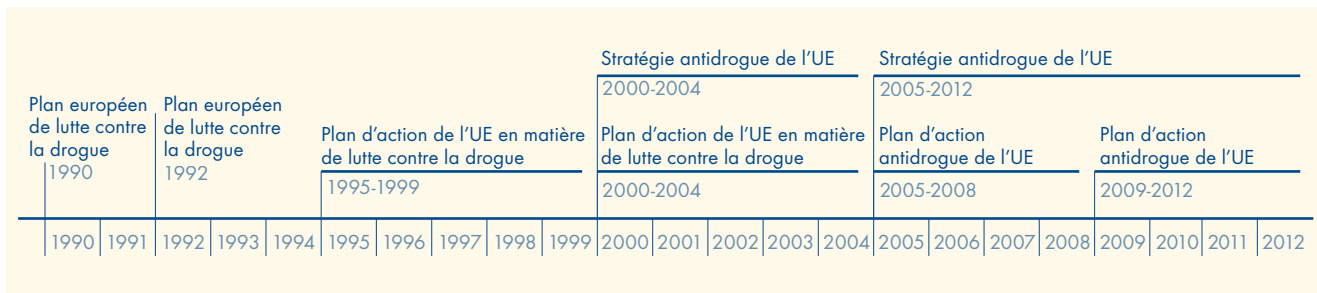 Stratégie antidrogue de l’UE
2000-2004
Stratégie antidrogue de l’UE
2005-2012
Plan européen
de lutte contre
la drogue
1990
Plan européen
de lutte contre
la drogue
1992
Plan d’action de l’UE en matière
de lutte contre la drogue
1995-1999
Plan d’action de l’UE en matière
de lutte contre la drogue
2000-2004
Plan d’action
antidrogue de l’UE
2005-2008
Plan d’action
antidrogue de l’UE
2009-2012
1990 1991 1992 1993 1994 1995 1996 1997 1998 1999 2000 2001 2002 2003 2004 2005 2006 2007 2008 2009 2010 2011 2012